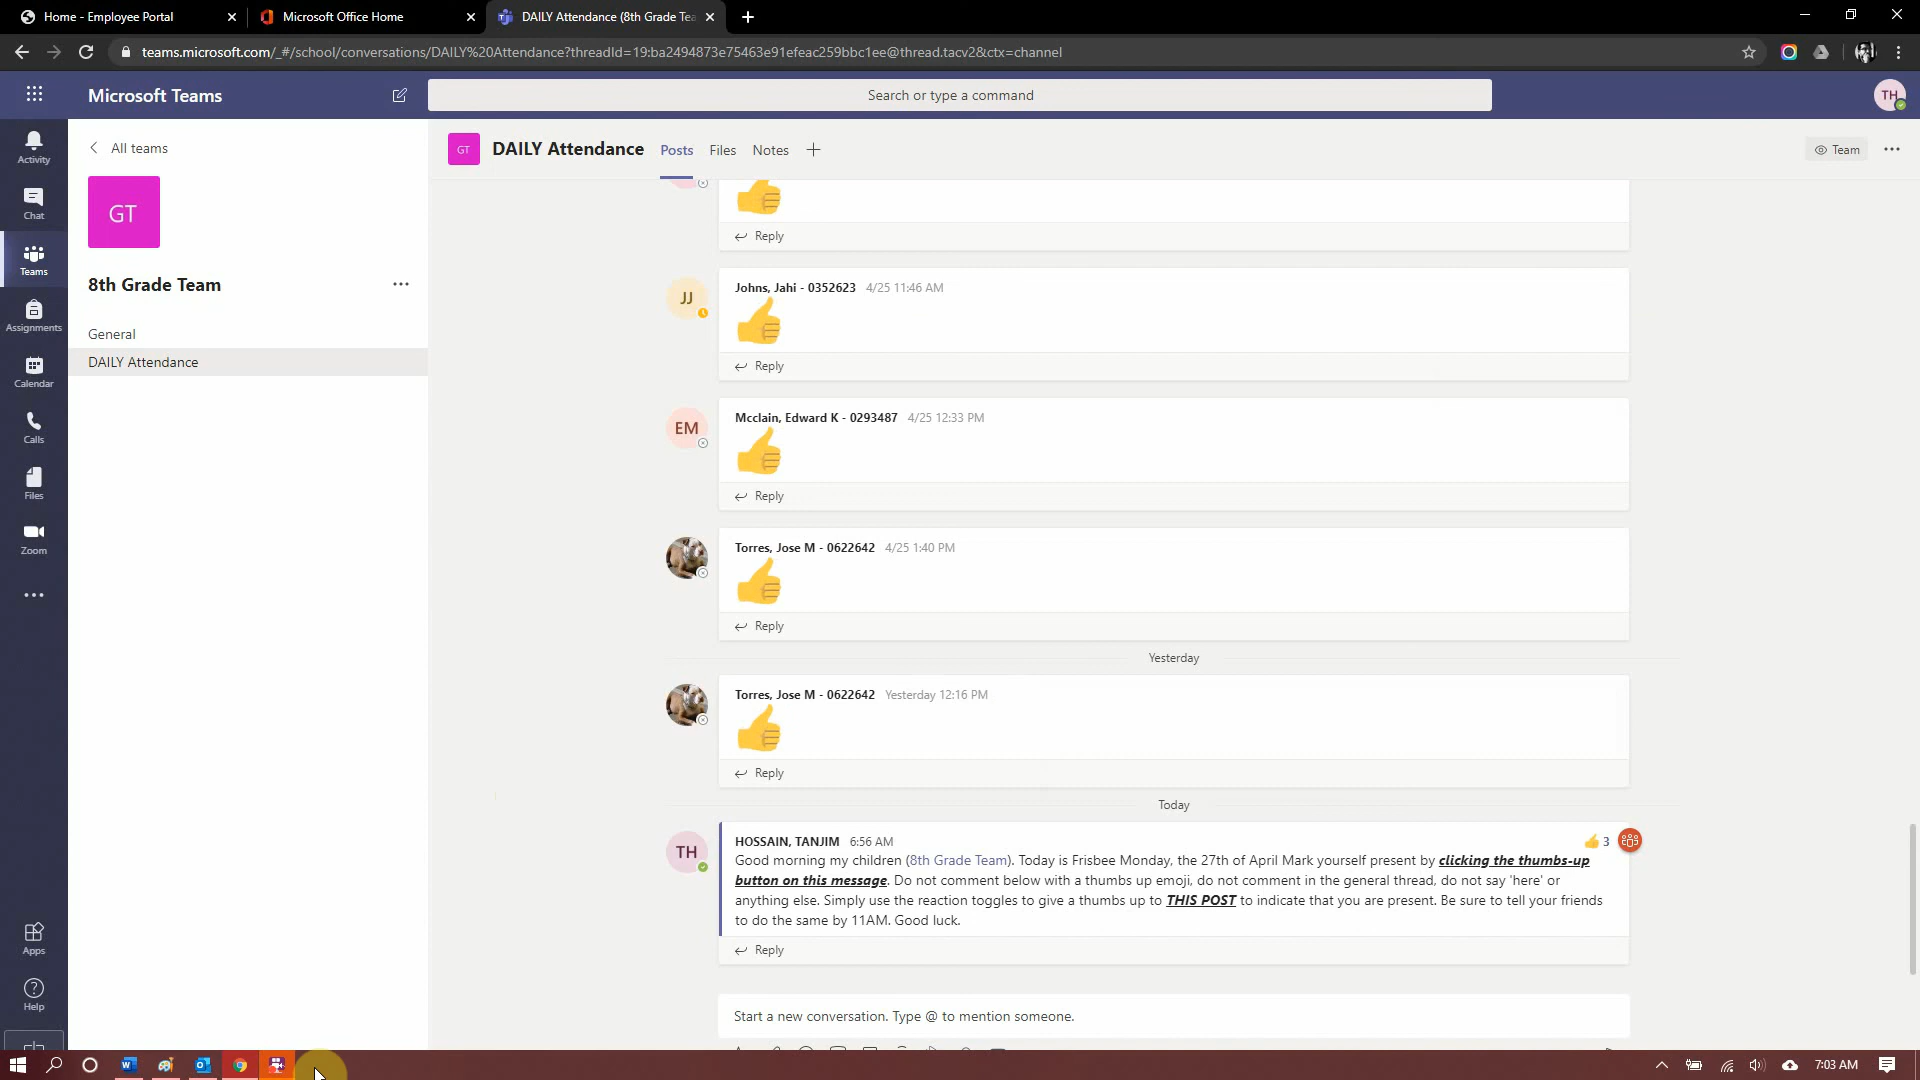 Home - Employee Portal
Microsoft Office Home
DAILY Attendance (8th Grade Tea
teams.microsoft.com/_#/school/conversations/DAILY%20Attendance?threadId=19:ba2494873e75463e91efeac259bbc1ee@thread.tacv2&ctx=channel
Microsoft Teams
Search or type a command
TH
Activity
Chat
Teams
Assignments
Calendar
Calls
Files
Zoom
Apps
Help
All teams
GT
8th Grade Team
General
DAILY Attendance
GT
DAILY Attendance
Posts
Files
Notes
Team
Reply
JJ
Johns, Jahi - 0352623 4/25 11:46 AM
Reply
EM
Mcclain, Edward K - 0293487 4/25 12:33 PM
Reply
Torres, Jose M - 0622642 4/25 1:40 PM
Reply
Yesterday
Torres, Jose M - 0622642 Yesterday 12:16 PM
Reply
Today
TH
HOSSAIN, TANJIM 6:56 AM
3
Good morning my children (8th Grade Team). Today is Frisbee Monday, the 27th of April Mark yourself present by clicking the thumbs-up
button on this message. Do not comment below with a thumbs up emoji, do not comment in the general thread, do not say 'here' or
anything else. Simply use the reaction toggles to give a thumbs up to THIS POST to indicate that you are present. Be sure to tell your friends
to do the same by 11AM. Good luck.
Reply
Start a new conversation. Type @ to mention someone.
7:03 AM